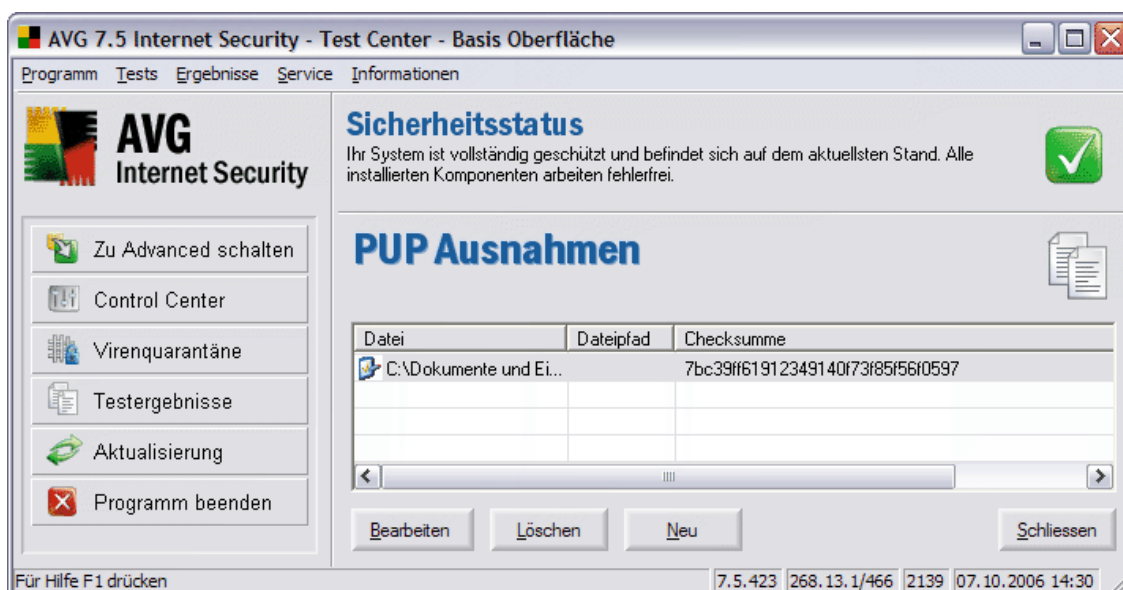 AVG 7.5 Internet Security - Test Center - Basis Oberfläche
Programm Tests Ergebnisse Service Informationen
AVG
Internet Security
Sicherheitsstatus
Ihr System ist vollständig geschützt und befindet sich auf dem aktuellsten Stand. Alle
installierten Komponenten arbeiten fehlerfrei.
Zu Advanced schalten
Control Center
Virenquarantäne
Testergebnisse
Aktualisierung
Programm beenden
PUP Ausnahmen
Datei Dateipfad Checksumme
C:\Dokumente und Ei... 7bc39ff61912349140f73f85f56f0597
Bearbeiten Löschen Neu Schliessen
Für Hilfe F1 drücken 7.5.423 268.13.1/466 2139 07.10.2006 14:30